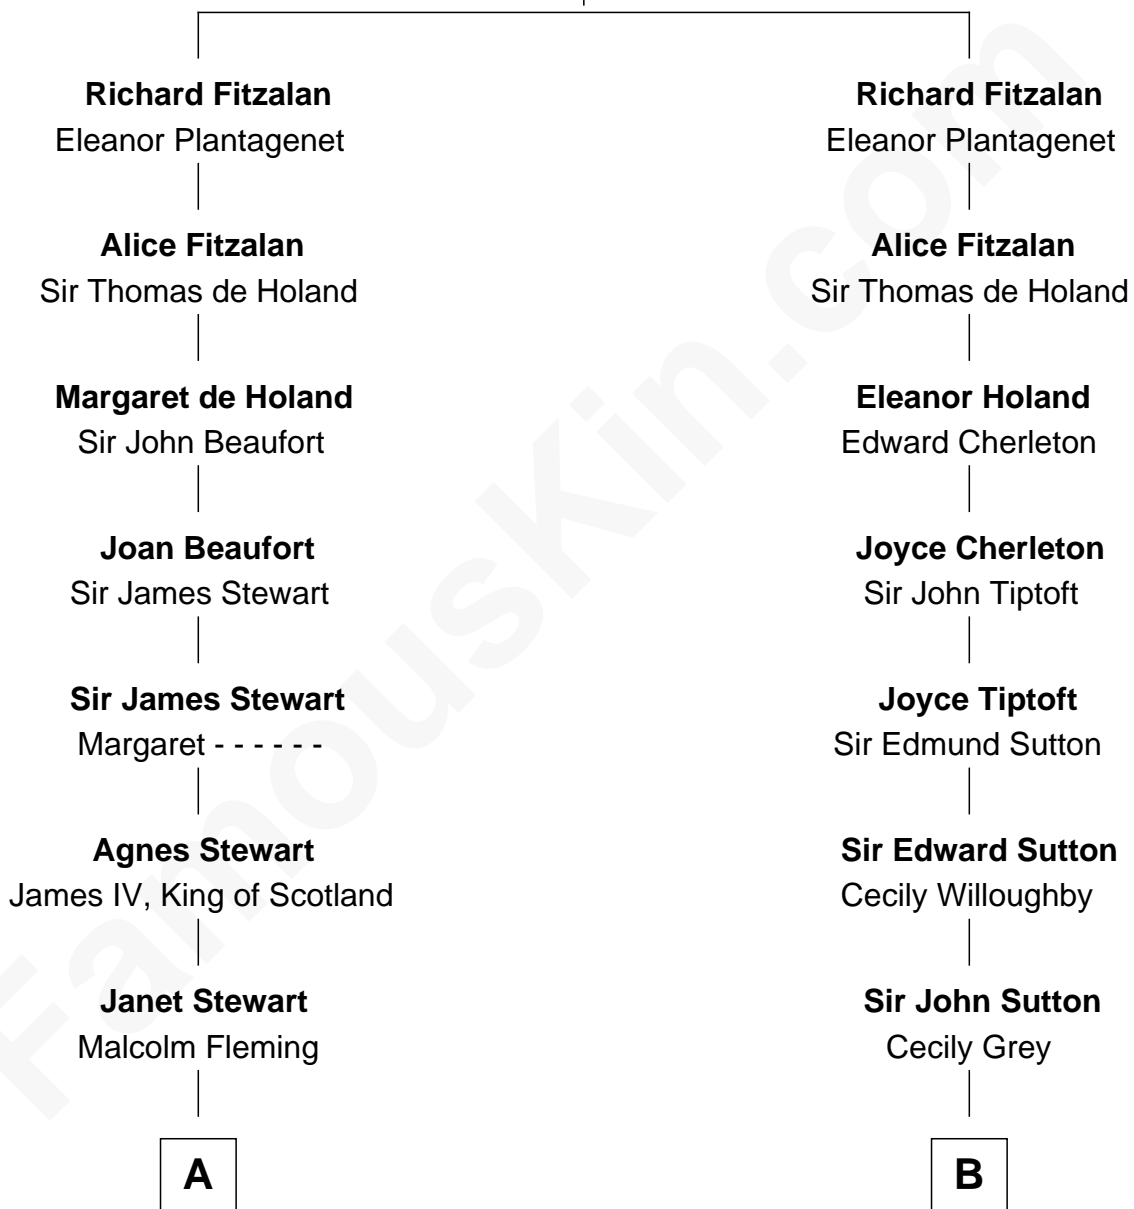 Richard Fitzalan
Eleanor Plantagenet
Alice Fitzalan
Sir Thomas de Holand
Margaret de Holand
Sir John Beaufort
Joan Beaufort
Sir James Stewart
Sir James Stewart
Margaret - - - - - -
Agnes Stewart
James IV, King of Scotland
Janet Stewart
Malcolm Fleming
A
Richard Fitzalan
Eleanor Plantagenet
Alice Fitzalan
Sir Thomas de Holand
Eleanor Holand
Edward Cherleton
Joyce Cherleton
Sir John Tiptoft
Joyce Tiptoft
Sir Edmund Sutton
Sir Edward Sutton
Cecily Willoughby
Sir John Sutton
Cecily Grey
B
FamousKin.com